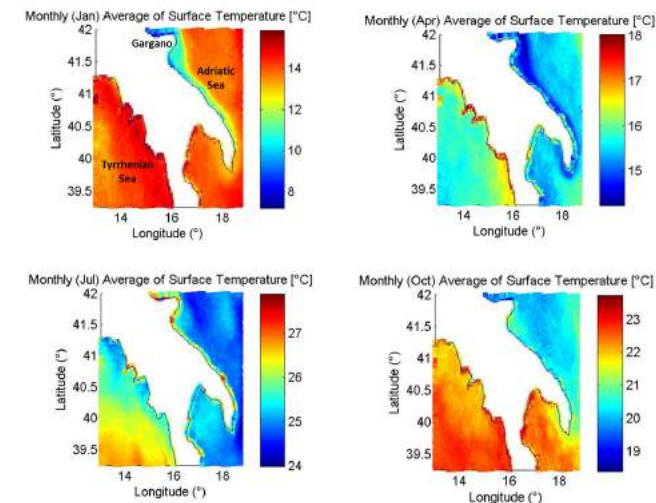 Monthly (Jan) Average of Surface Temperature [°C]
42
41.5
41
40.5
40
39.5
Latitude (°)
14 16 18
Longitude (°)
Gargano
Adriatic
Sea
Tyrrhenian
Sea
14
12
10
8
Monthly (Apr) Average of Surface Temperature [°C]
42
41.5
41
40.5
40
39.5
Latitude (°)
14 16 18
Longitude (°)
18
17
16
15
Monthly (Jul) Average of Surface Temperature [°C]
42
41.5
41
40.5
40
39.5
Latitude (°)
14 16 18
Longitude (°)
27
26
25
24
Monthly (Oct) Average of Surface Temperature [°C]
42
41.5
41
40.5
40
39.5
Latitude (°)
14 16 18
Longitude (°)
23
22
21
20
19